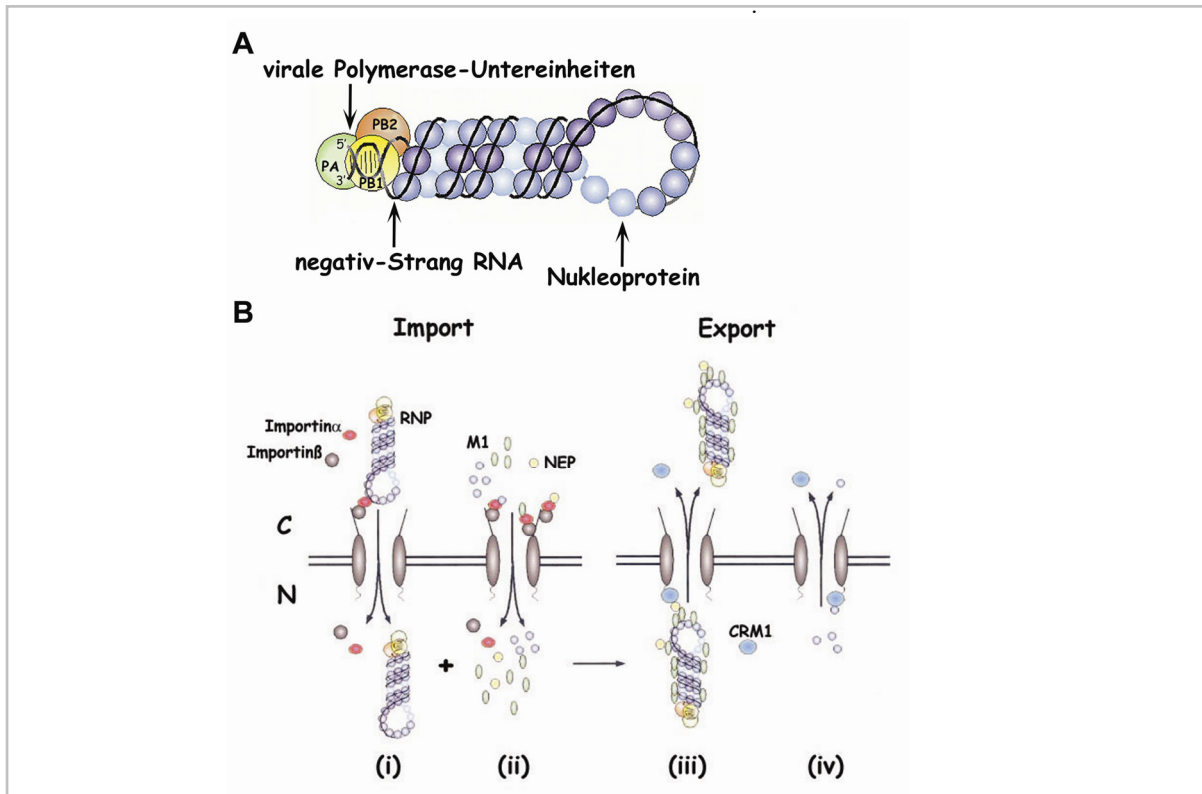 A
virale Polymerase-Untereinheiten
PB2
5'
PA
3'
PB1
negativ-Strang RNA
Nukleoprotein
B
Import
Export
Importinα
RNP
Importinß
M1
NEP
C
N
CRM1
+
(i)
(ii)
(iii)
(iv)